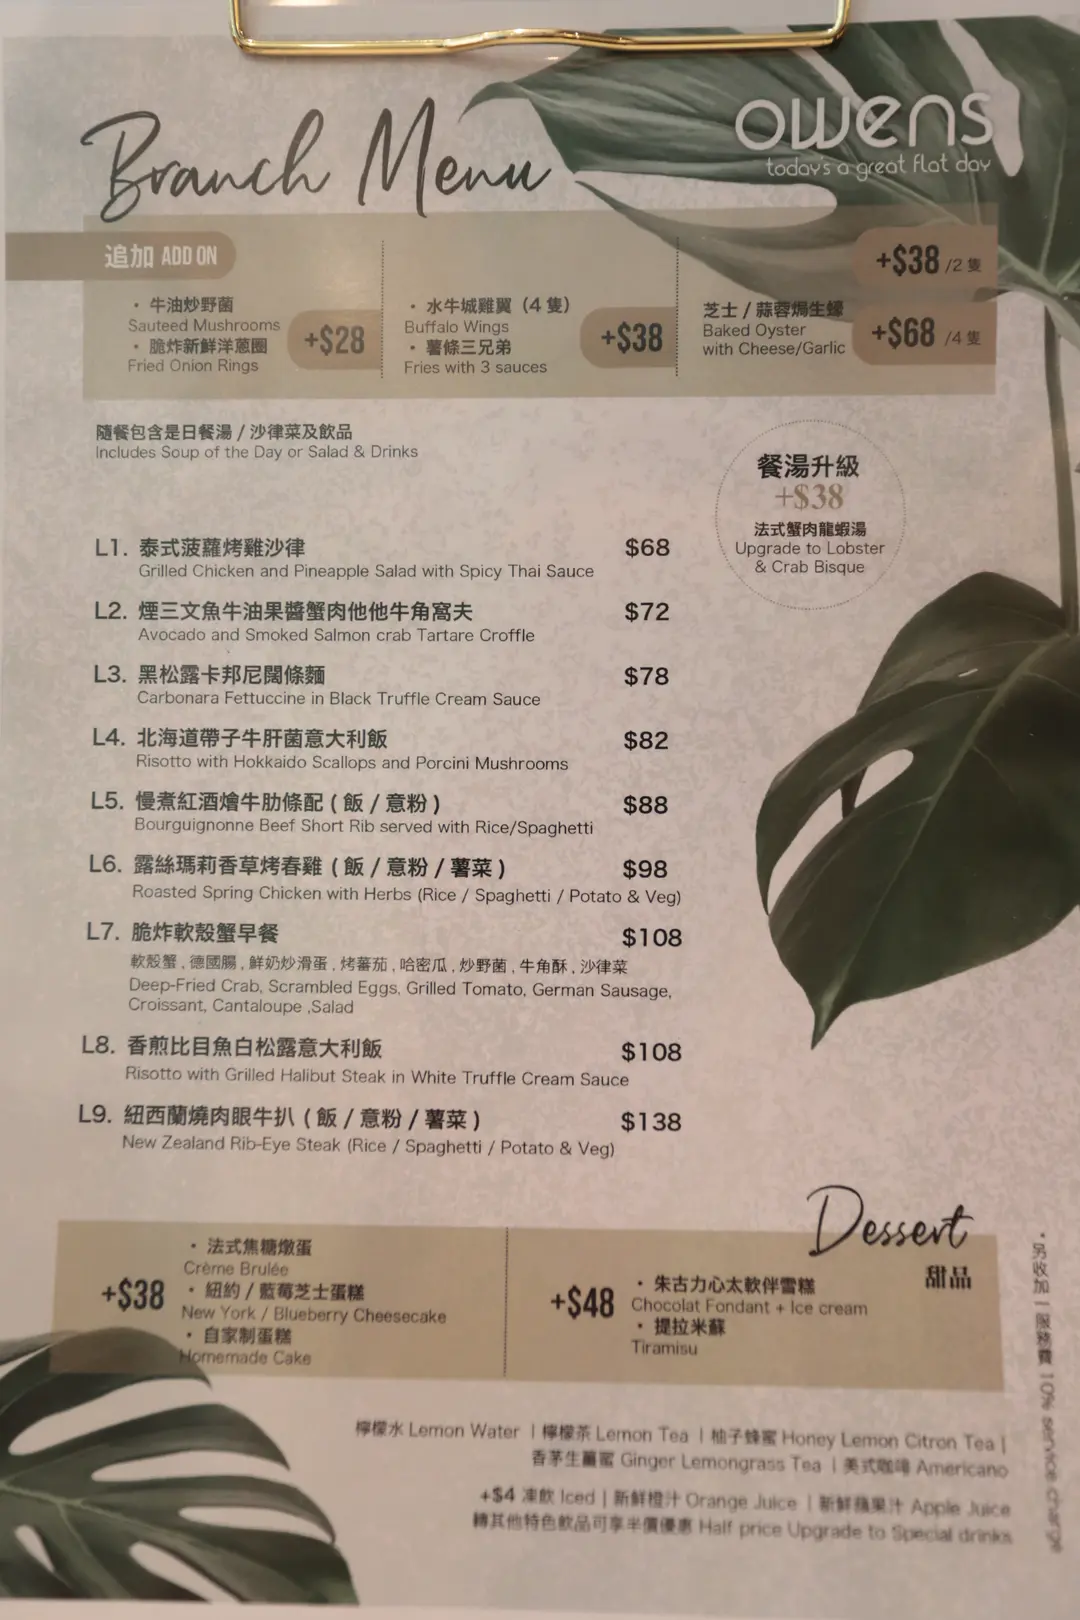 Branch Menu
owens
today's a great flat day
追加 ADD ON
· 牛油炒野菌
Sauteed Mushrooms
· 脆炸新鮮洋蔥圈
Fried Onion Rings
+$28
· 水牛城雞翼（4 隻）
Buffalo Wings
· 薯條三兄弟
Fries with 3 sauces
+$38
芝士 / 蒜蓉焗生蠔
Baked Oyster
with Cheese/Garlic
+$38 /2 隻
+$68 /4 隻
隨餐包含是日餐湯 / 沙律菜及飲品
Includes Soup of the Day or Salad & Drinks
餐湯升級
+$38
法式蟹肉龍蝦湯
Upgrade to Lobster
& Crab Bisque
L1. 泰式菠蘿烤雞沙律 $68
Grilled Chicken and Pineapple Salad with Spicy Thai Sauce
L2. 煙三文魚牛油果醬蟹肉他他牛角窩夫 $72
Avocado and Smoked Salmon crab Tartare Croffle
L3. 黑松露卡邦尼闊條麵 $78
Carbonara Fettuccine in Black Truffle Cream Sauce
L4. 北海道帶子牛肝菌意大利飯 $82
Risotto with Hokkaido Scallops and Porcini Mushrooms
L5. 慢煮紅酒燴牛肋條配 ( 飯 / 意粉 ) $88
Bourguignonne Beef Short Rib served with Rice/Spaghetti
L6. 露絲瑪莉香草烤春雞 ( 飯 / 意粉 / 薯菜 ) $98
Roasted Spring Chicken with Herbs (Rice / Spaghetti / Potato & Veg)
L7. 脆炸軟殼蟹早餐 $108
軟殼蟹 , 德國腸 , 鮮奶炒滑蛋 , 烤蕃茄 , 哈密瓜 , 炒野菌 , 牛角酥 , 沙律菜
Deep-Fried Crab, Scrambled Eggs, Grilled Tomato, German Sausage,
Croissant, Cantaloupe ,Salad
L8. 香煎比目魚白松露意大利飯 $108
Risotto with Grilled Halibut Steak in White Truffle Cream Sauce
L9. 紐西蘭燒肉眼牛扒 ( 飯 / 意粉 / 薯菜 ) $138
New Zealand Rib-Eye Steak (Rice / Spaghetti / Potato & Veg)
Dessert
甜品
+$38
· 法式焦糖燉蛋
Crème Brulée
· 紐約 / 藍莓芝士蛋糕
New York / Blueberry Cheesecake
· 自家制蛋糕
Homemade Cake
+$48
· 朱古力心太軟伴雪糕
Chocolat Fondant + Ice cream
· 提拉米蘇
Tiramisu
檸檬水 Lemon Water | 檸檬茶 Lemon Tea | 柚子蜂蜜 Honey Lemon Citron Tea |
香茅生薑蜜 Ginger Lemongrass Tea | 美式咖啡 Americano
+$4 凍飲 Iced | 新鮮橙汁 Orange Juice | 新鮮蘋果汁 Apple Juice
轉其他特色飲品可享半價優惠 Half price Upgrade to Special drinks
· 另收加一服務費 10% service charge